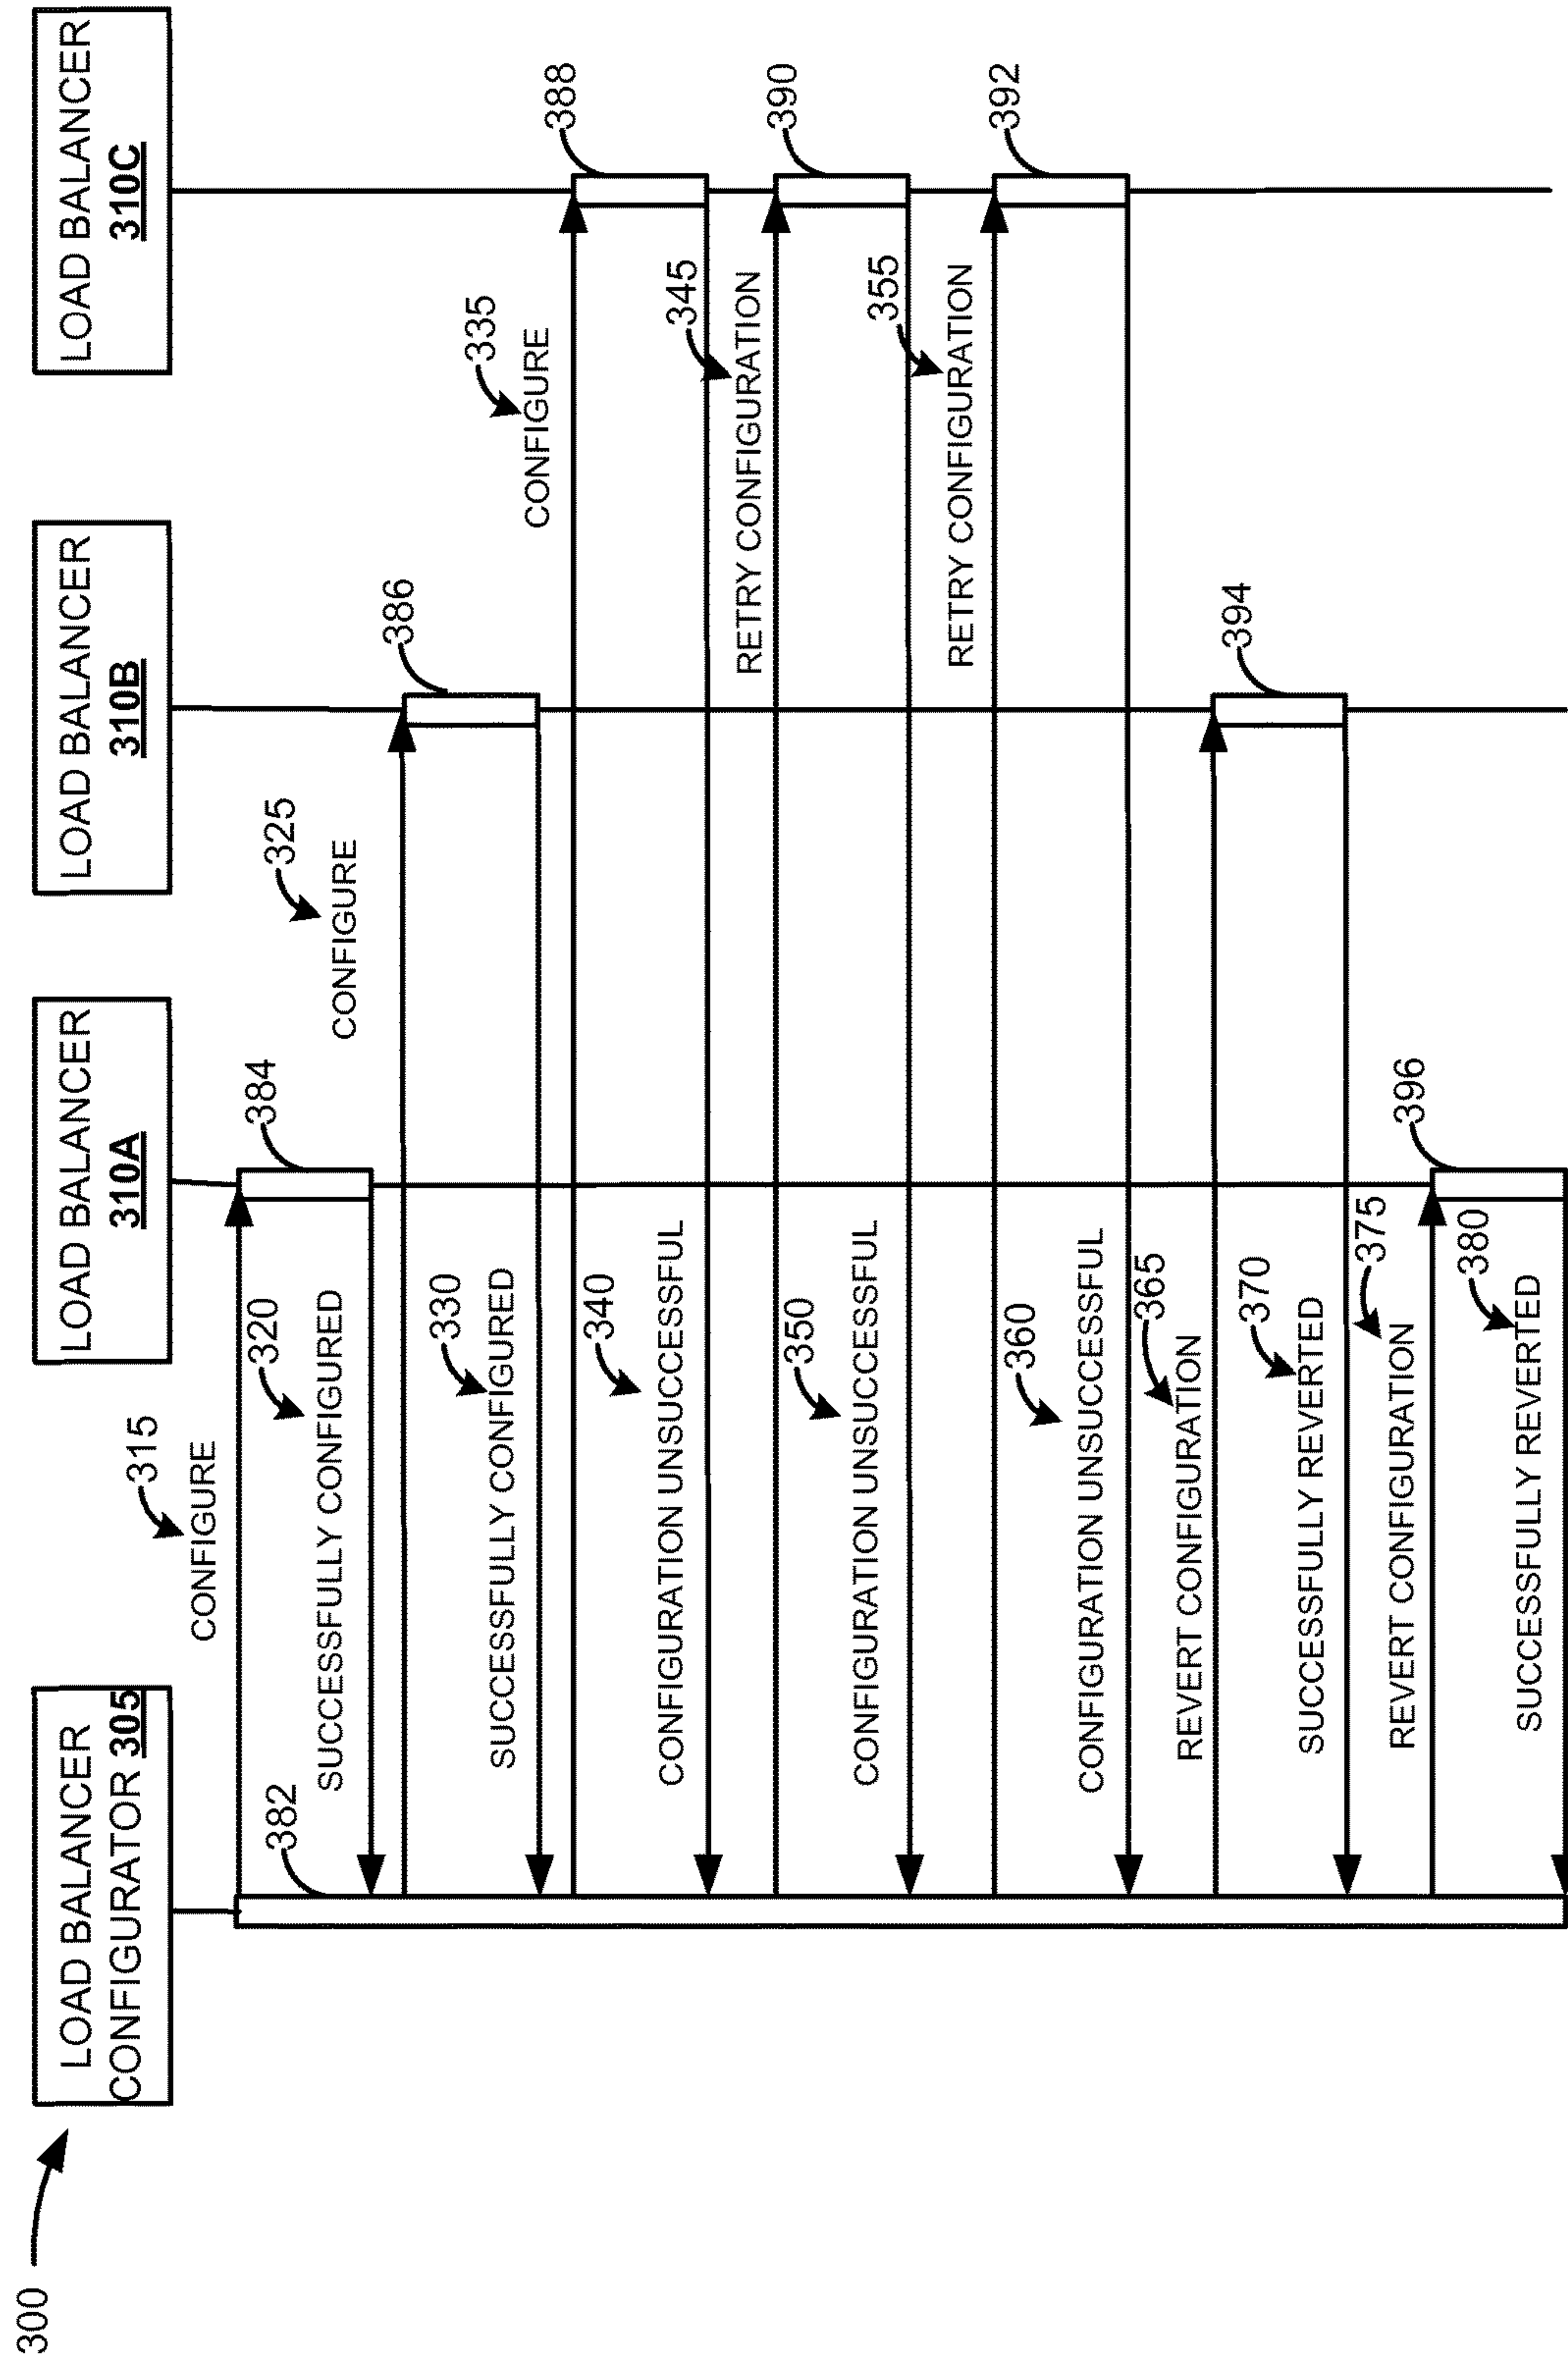 300
LOAD BALANCER
CONFIGURATOR 305
LOAD BALANCER
310A
LOAD BALANCER
310B
LOAD BALANCER
310C
315
CONFIGURE
382
384
320
SUCCESSFULLY CONFIGURED
325
CONFIGURE
386
330
SUCCESSFULLY CONFIGURED
335
CONFIGURE
388
340
CONFIGURATION UNSUCCESSFUL
345
RETRY CONFIGURATION
390
350
CONFIGURATION UNSUCCESSFUL
355
RETRY CONFIGURATION
392
360
CONFIGURATION UNSUCCESSFUL
365
REVERT CONFIGURATION
394
370
SUCCESSFULLY REVERTED
375
REVERT CONFIGURATION
396
380
SUCCESSFULLY REVERTED